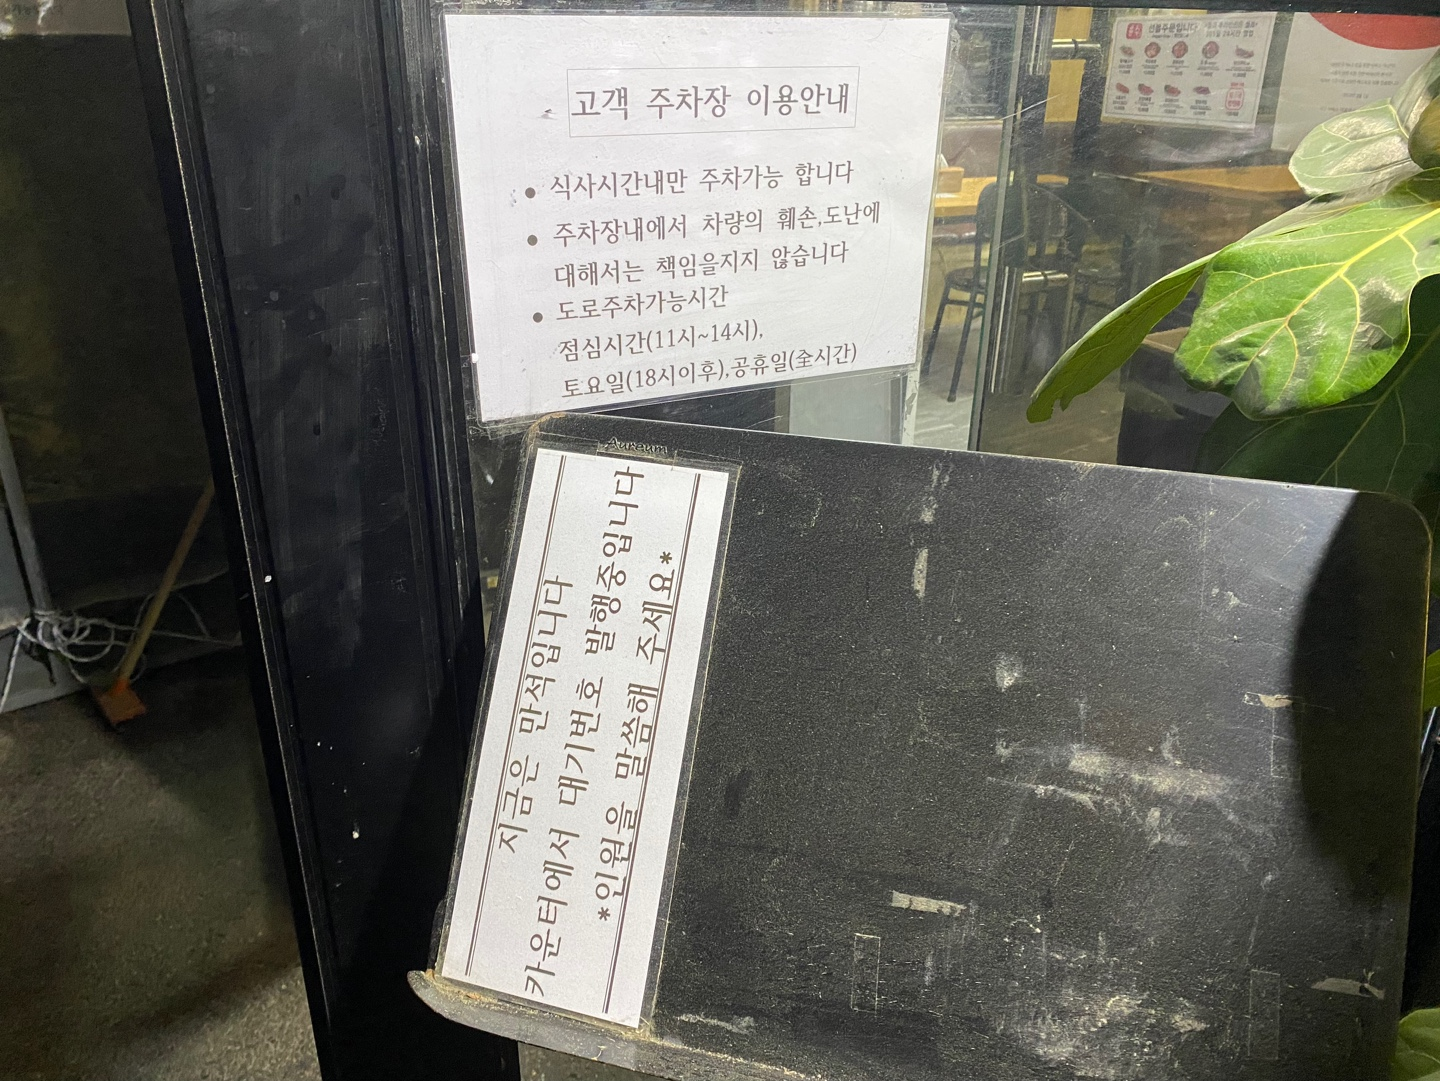 고객 주차장 이용안내
식사시간내만 주차가능 합니다
주차장내에서 차량의 훼손,도난에
대해서는 책임을지지 않습니다
도로주차가능시간
점심시간(11시~14시),
토요일(18시이후),공휴일(全시간)
Aureum
지금은 만석입니다
카운터에서 대기번호 발행중입니다
*인원을 말씀해 주세요*